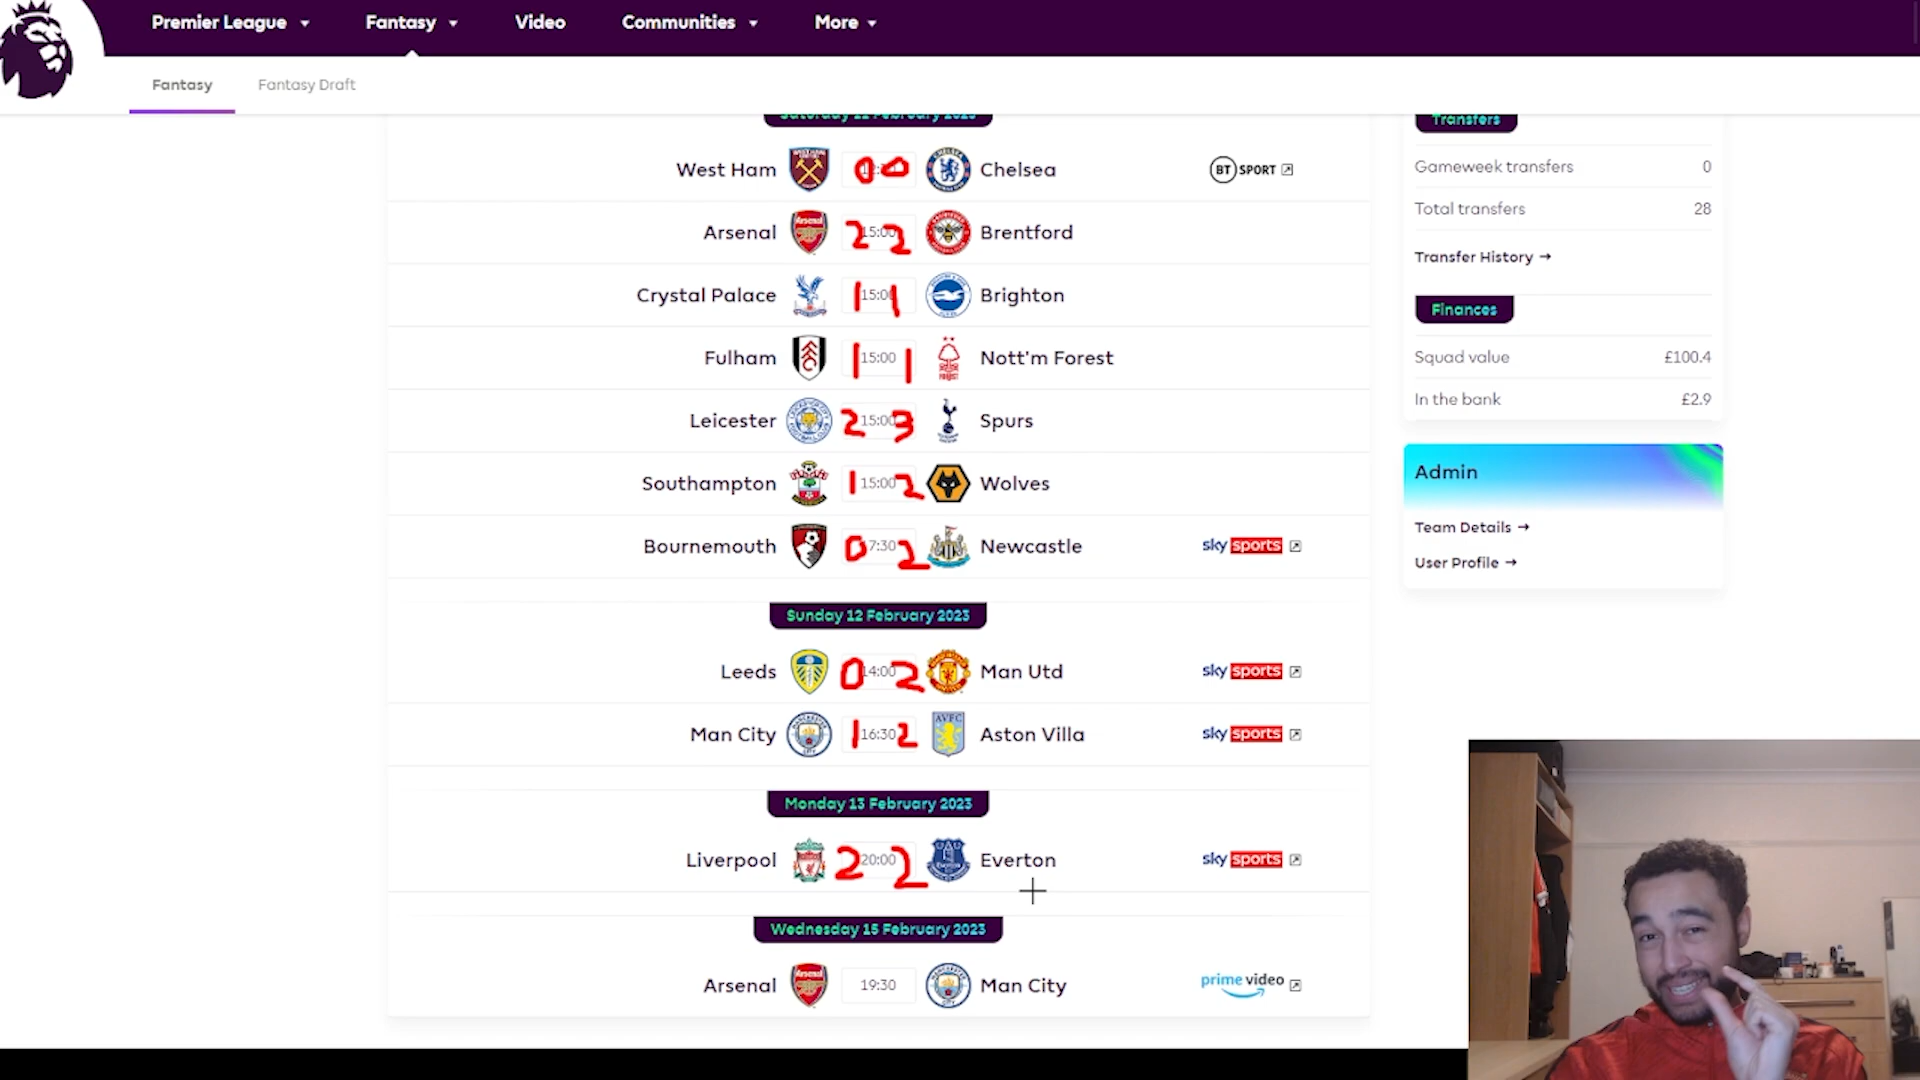 Premier League Fantasy Video Communities More
Fantasy Fantasy Draft
West Ham 0 0 Chelsea BT SPORT
Arsenal 2 15:00 2 Brentford
Crystal Palace 1 15:00 1 Brighton
Fulham 1 15:00 1 Nott'm Forest
Leicester 2 15:00 3 Spurs
Southampton 1 15:00 2 Wolves
Bournemouth 0 7:30 2 Newcastle sky sports
Sunday 12 February 2023
Leeds 0 14:00 2 Man Utd sky sports
Man City 1 16:30 2 Aston Villa sky sports
Monday 13 February 2023
Liverpool 2 20:00 2 Everton sky sports
Wednesday 15 February 2023
Arsenal 19:30 Man City prime video
Transfers
Gameweek transfers 0
Total transfers 28
Transfer History →
Finances
Squad value £100.4
In the bank £2.9
Admin
Team Details →
User Profile →